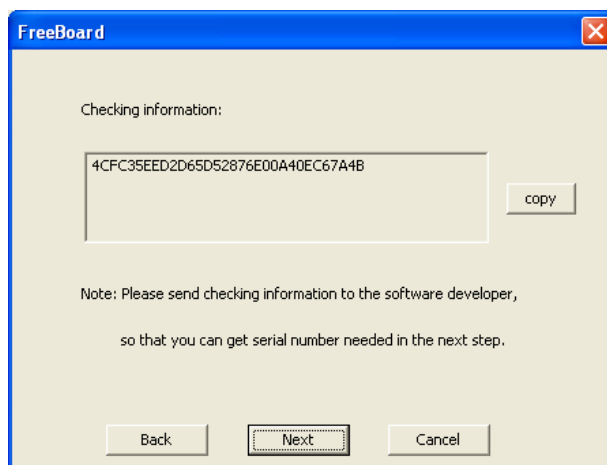 FreeBoard
Checking information:
4CFC35EED2D65D52876E00A40EC67A4B
copy
Note: Please send checking information to the software developer,
so that you can get serial number needed in the next step.
Back
Next
Cancel